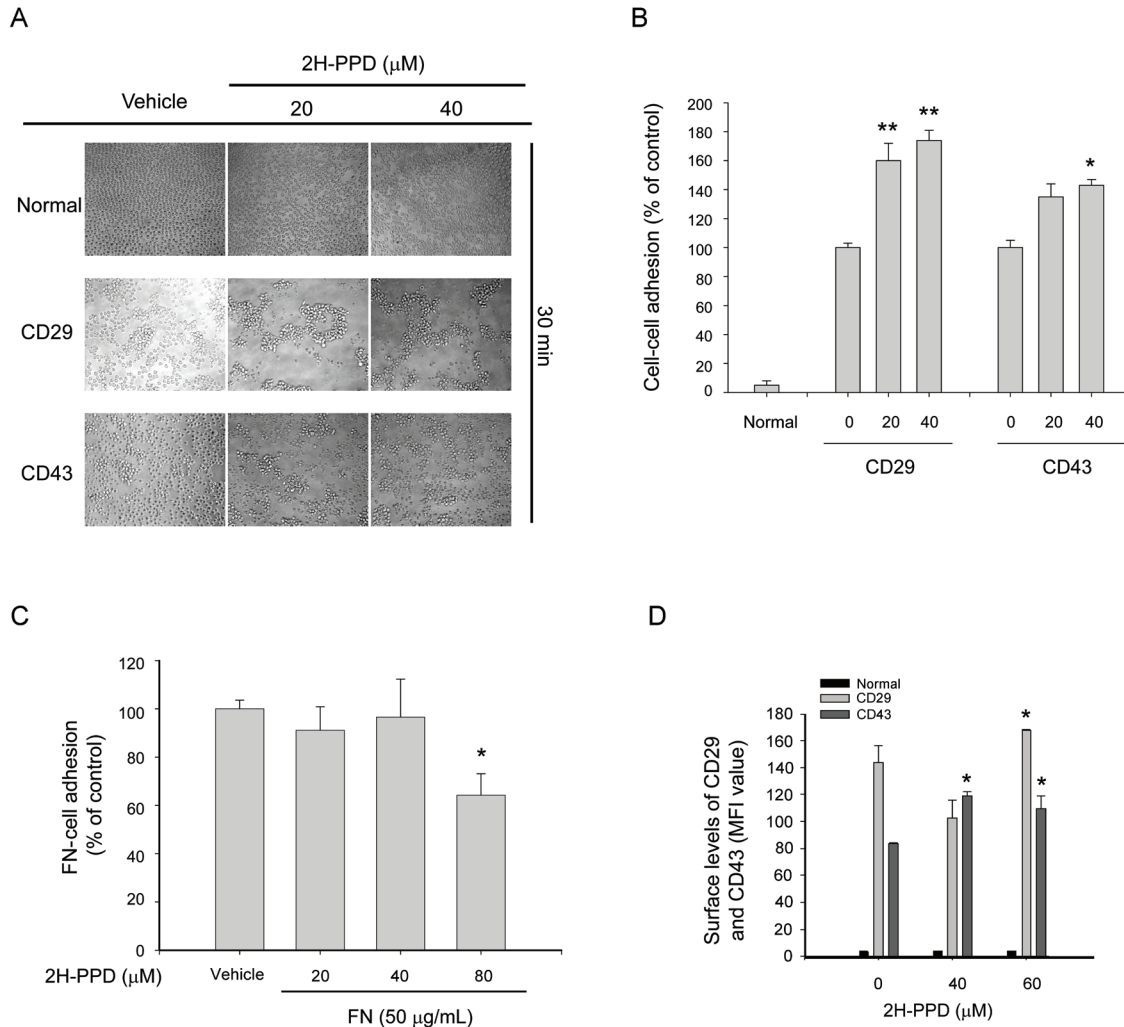 A
2H-PPD (μM)
Vehicle 20 40
Normal
CD29
CD43
30 min
B
Cell-cell adhesion (% of control)
200
180
160
140
120
100
80
60
40
20
0
** ** *
Normal 0 20 40 0 20 40
CD29 CD43
C
FN-cell adhesion
(% of control)
120
100
80
60
40
20
0
*
2H-PPD (μM) Vehicle 20 40 80
FN (50 μg/mL)
D
Normal
CD29
CD43
Surface levels of CD29
and CD43 (MFI value)
180
160
140
120
100
80
60
40
20
0
* * *
0 40 60
2H-PPD (μM)